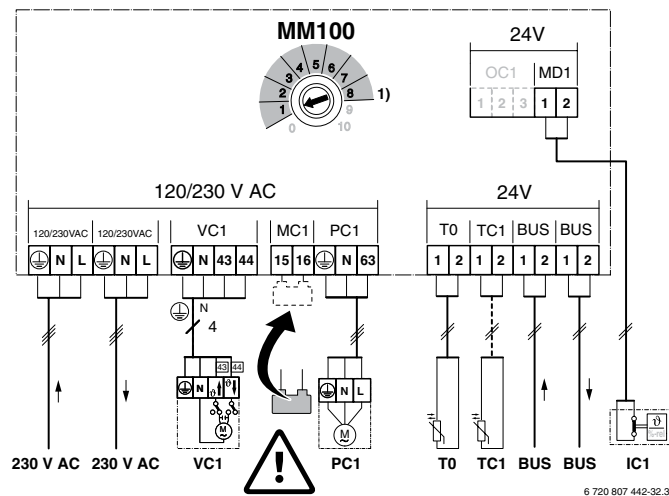 MM100
4 5 6
3 7
2 8 1)
1 9
0 10
24V
OC1 MD1
1 2 3 1 2
120/230 V AC
24V
120/230VAC 120/230VAC VC1 MC1 PC1 T0 TC1 BUS BUS
N L N L N 43 44 15 16 N 63 1 2 1 2 1 2 1 2
N
4
43 44
N ϑ ϑ N L ϑ
M M
~ ~
230 V AC 230 V AC VC1 PC1 T0 TC1 BUS BUS IC1
6 720 807 442-32.3